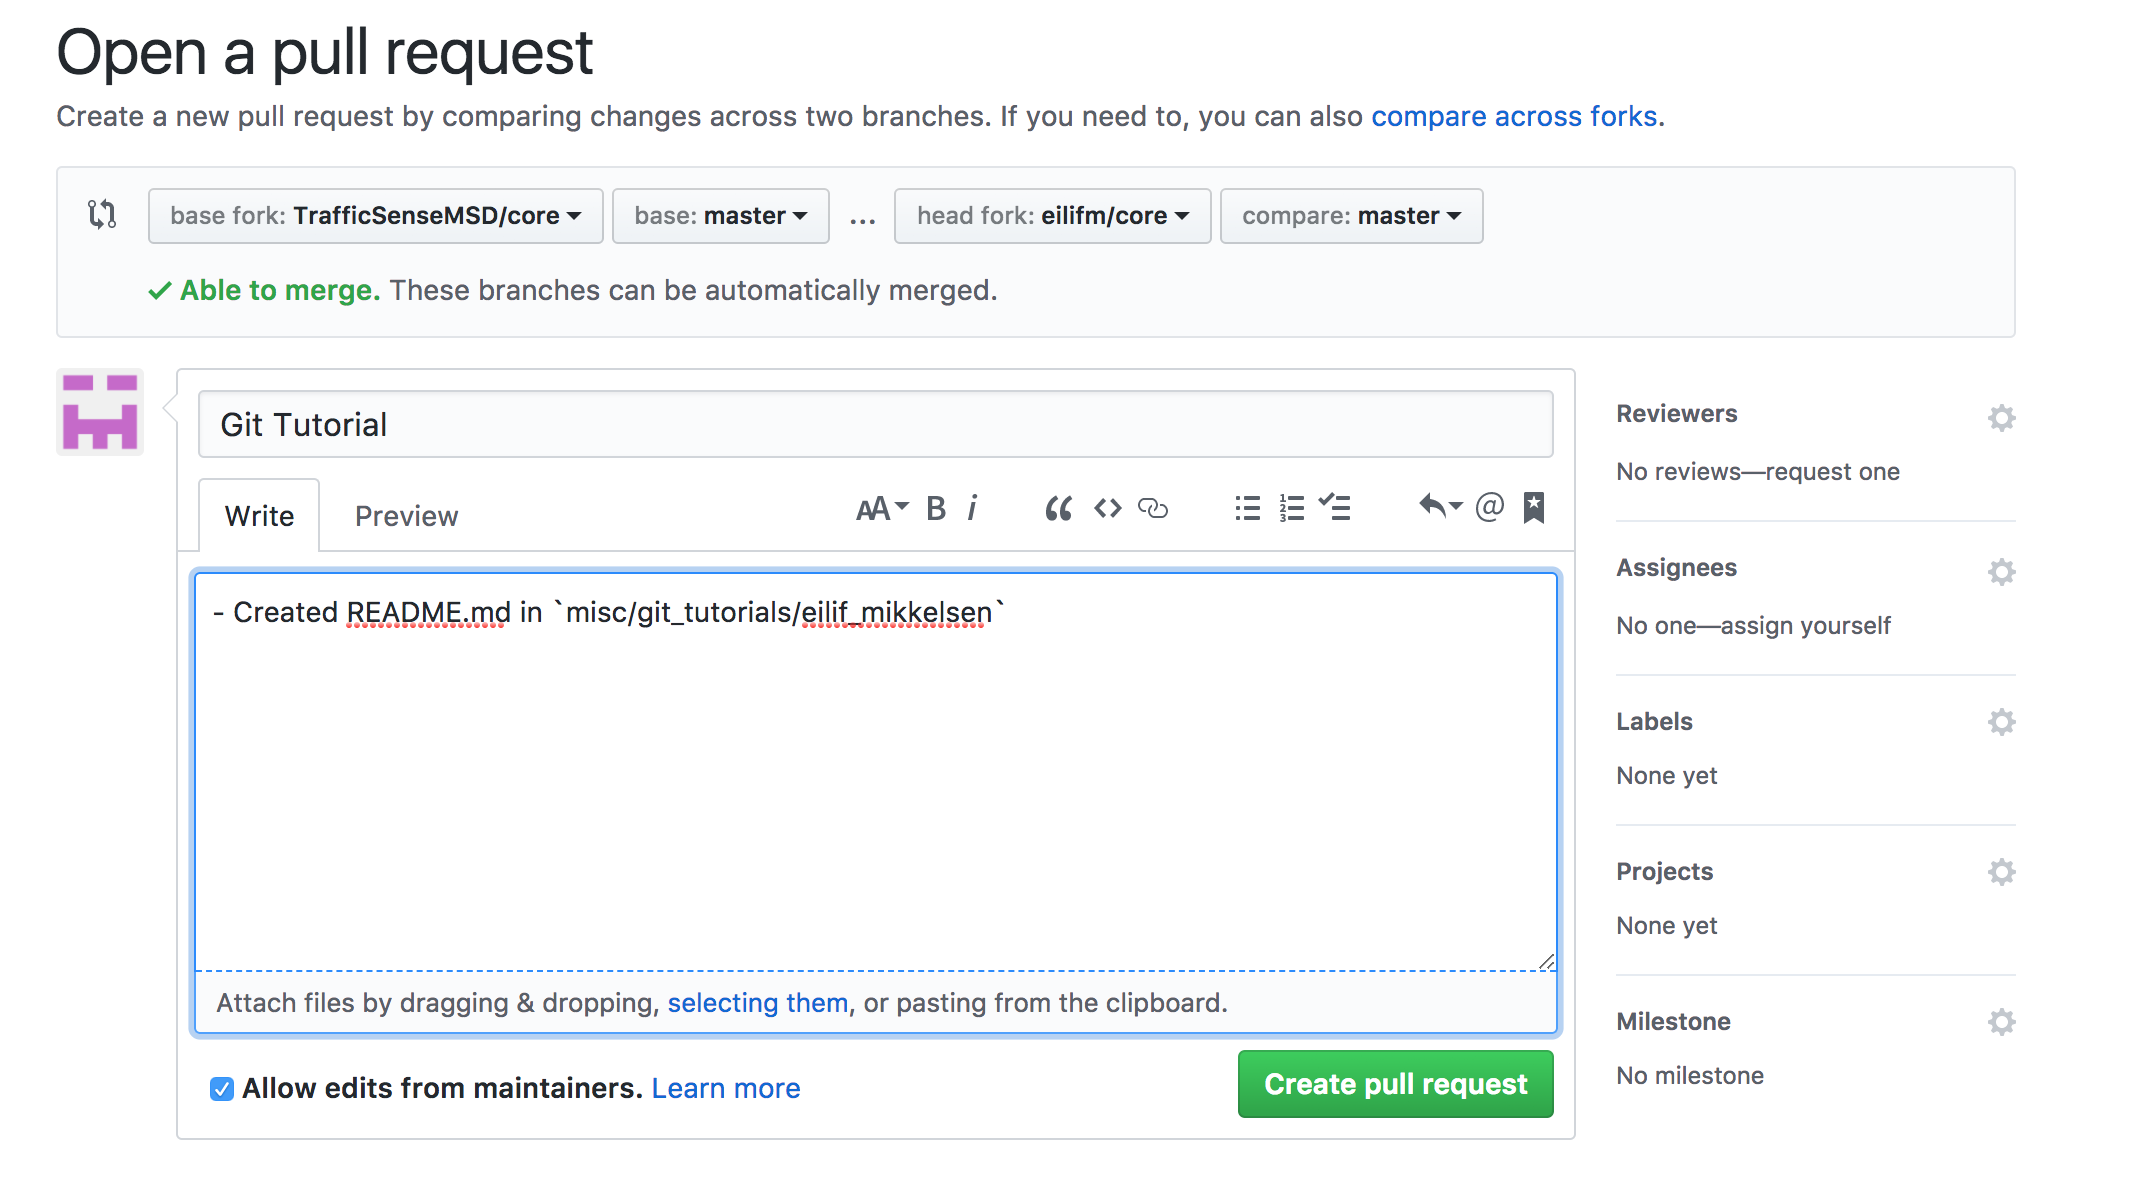 Open a pull request
Create a new pull request by comparing changes across two branches. If you need to, you can also compare across forks.
base fork: TrafficSenseMSD/core base: master ... head fork: eilifm/core compare: master
Able to merge. These branches can be automatically merged.
Git Tutorial
Write Preview AA B i
- Created README.md in `misc/git_tutorials/eilif_mikkelsen`
Attach files by dragging & dropping, selecting them, or pasting from the clipboard.
Allow edits from maintainers. Learn more
Create pull request
Reviewers
No reviews—request one
Assignees
No one—assign yourself
Labels
None yet
Projects
None yet
Milestone
No milestone